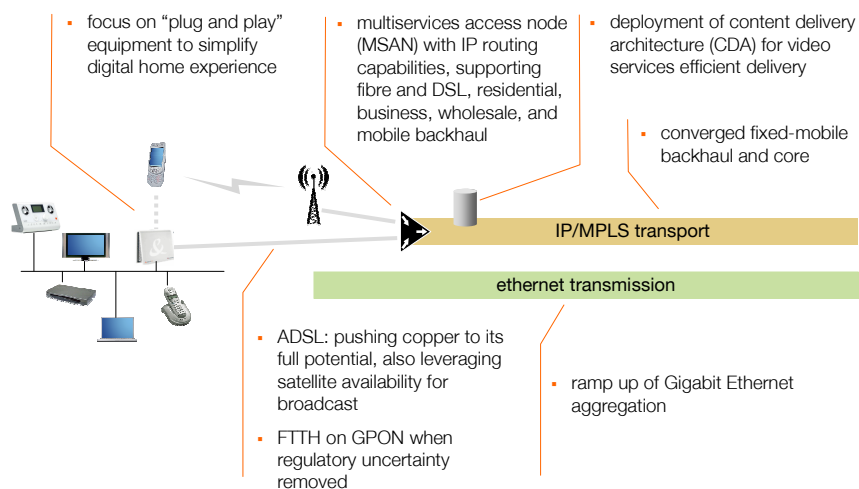 ▪ focus on “plug and play”
equipment to simplify
digital home experience
▪ multiservices access node
(MSAN) with IP routing
capabilities, supporting
fibre and DSL, residential,
business, wholesale, and
mobile backhaul
▪ deployment of content delivery
architecture (CDA) for video
services efficient delivery
▪ converged fixed-mobile
backhaul and core
IP/MPLS transport
ethernet transmission
▪ ADSL: pushing copper to its
full potential, also leveraging
satellite availability for
broadcast
▪ FTTH on GPON when
regulatory uncertainty
removed
▪ ramp up of Gigabit Ethernet
aggregation